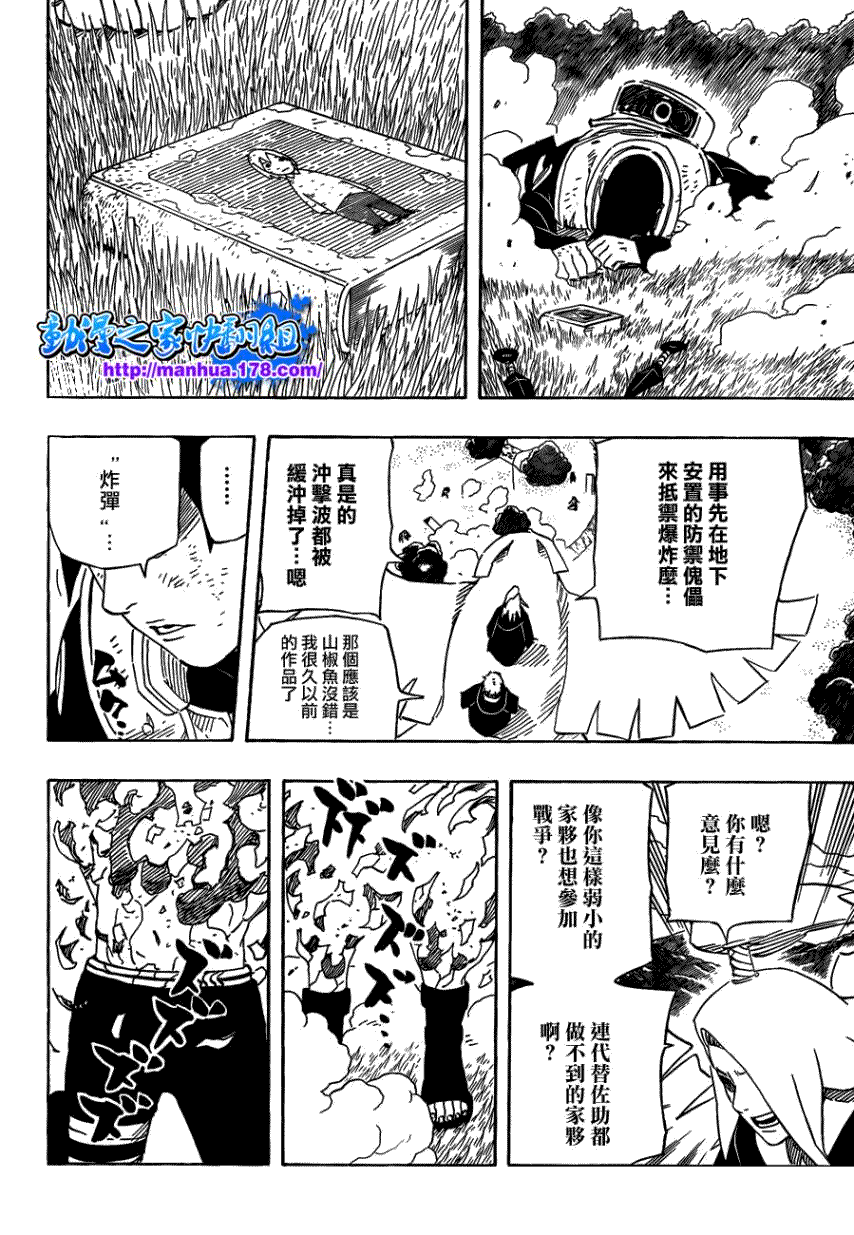 動漫之家快翻組
http://manhua.178.com/
用事先在地下
安置的防禦傀儡
來抵禦爆炸麼…
真是的
沖擊波都被
緩沖掉了…嗯
那個應該是
山椒魚沒錯…
我很久以前
的作品了
……
”炸彈“…
嗯？
你有什麼
意見麼？
像你這樣弱小的
家夥也想參加
戰爭？
連代替佐助都
做不到的家夥
啊？
ズズズ
ズズ
ズズズ
ズズ